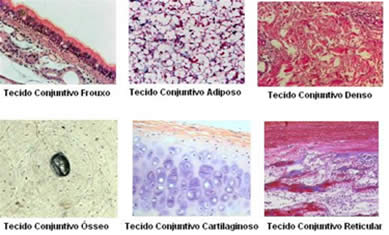 Tecido Conjuntivo Frouxo
Tecido Conjuntivo Adiposo
Tecido Conjuntivo Denso
Tecido Conjuntivo Ósseo
Tecido Conjuntivo Cartilaginoso
Tecido Conjuntivo Reticular